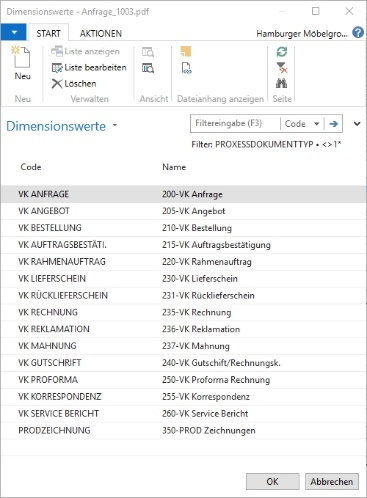 Dimensionswerte - Anfrage_1003.pdf
START AKTIONEN Hamburger Möbelgro...
Neu
Liste anzeigen
Liste bearbeiten
Löschen
Neu Verwalten Ansicht Dateianhang anzeigen Seite
Dimensionswerte
Filtereingabe (F3) Code
Filter: PROXESSDOKUMENTTYP • <>1*
Code Name
VK ANFRAGE 200-VK Anfrage
VK ANGEBOT 205-VK Angebot
VK BESTELLUNG 210-VK Bestellung
VK AUFTRAGSBESTÄTI. 215-VK Auftragsbestätigung
VK RAHMENAUFTRAG 220-VK Rahmenauftrag
VK LIEFERSCHEIN 230-VK Lieferschein
VK RÜCKLIEFERSCHEIN 231-VK Rücklieferschein
VK RECHNUNG 235-VK Rechnung
VK REKLAMATION 236-VK Reklamation
VK MAHNUNG 237-VK Mahnung
VK GUTSCHRIFT 240-VK Gutschift/Rechnungsk.
VK PROFORMA 250-VK Proforma Rechnung
VK KORRESPONDENZ 255-VK Korrespondenz
VK SERVICE BERICHT 260-VK Service Bericht
PRODZEICHNUNG 350-PROD Zeichnungen
OK Abbrechen